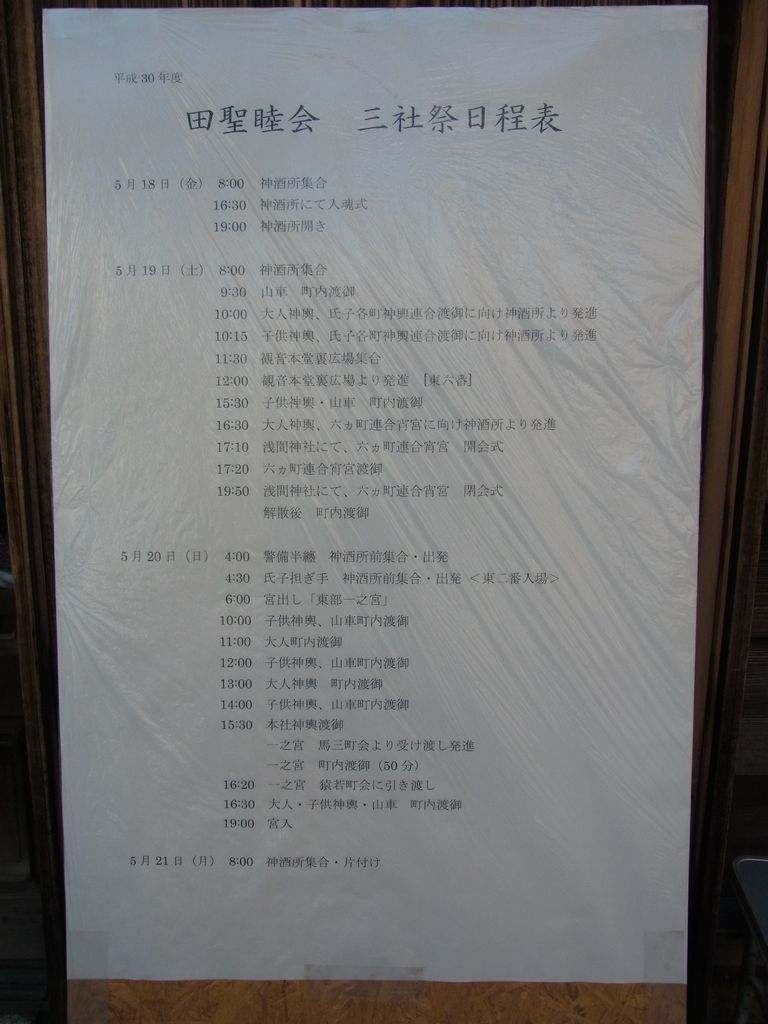 平成 30 年度
田聖睦会　三社祭日程表
5 月 18 日（金） 8:00 神酒所集合
16:30 神酒所にて入魂式
19:00 神酒所開き
5 月 19 日（土） 8:00 神酒所集合
9:30 山車　町内渡御
10:00 大人神輿、氏子各町神輿連合渡御に向け神酒所より発進
10:15 子供神輿、氏子各町神輿連合渡御に向け神酒所より発進
11:30 観音本堂裏広場集合
12:00 観音本堂裏広場より発進　[東六番]
15:30 子供神輿・山車　町内渡御
16:30 大人神輿、六ヵ町連合宵宮に向け神酒所より発進
17:10 浅間神社にて、六ヵ町連合宵宮　開会式
17:20 六ヵ町連合宵宮渡御
19:50 浅間神社にて、六ヵ町連合宵宮　閉会式
解散後　町内渡御
5 月 20 日（日） 4:00 警備半纏　神酒所前集合・出発
4:30 氏子担ぎ手　神酒所前集合・出発 ＜東二番入場＞
6:00 宮出し「東部一之宮」
10:00 子供神輿、山車町内渡御
11:00 大人町内渡御
12:00 子供神輿、山車町内渡御
13:00 大人神輿　町内渡御
14:00 子供神輿、山車町内渡御
15:30 本社神輿渡御
一之宮　馬三町会より受け渡し発進
一之宮　町内渡御（50 分）
16:20 一之宮　猿若町会に引き渡し
16:30 大人・子供神輿・山車　町内渡御
19:00 宮入
5 月 21 日（月） 8:00 神酒所集合・片付け